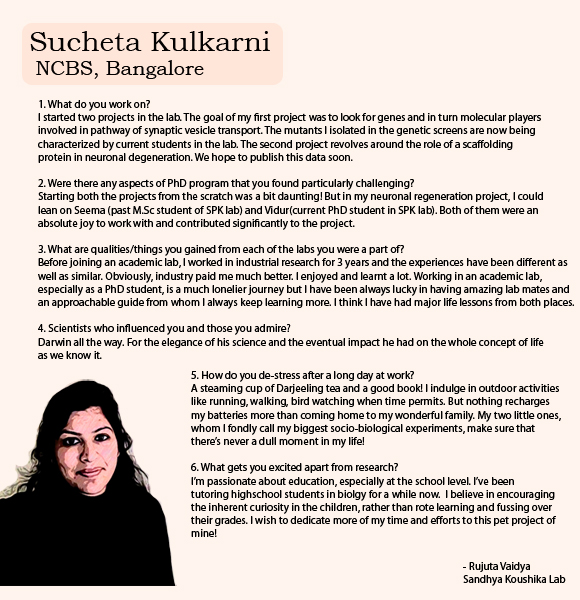 Sucheta Kulkarni
NCBS, Bangalore
1. What do you work on?
I started two projects in the lab. The goal of my first project was to look for genes and in turn molecular players
involved in pathway of synaptic vesicle transport. The mutants I isolated in the genetic screens are now being
characterized by current students in the lab. The second project revolves around the role of a scaffolding
protein in neuronal degeneration. We hope to publish this data soon.
2. Were there any aspects of PhD program that you found particularly challenging?
Starting both the projects from the scratch was a bit daunting! But in my neuronal regeneration project, I could
lean on Seema (past M.Sc student of SPK lab) and Vidur(current PhD student in SPK lab). Both of them were an
absolute joy to work with and contributed significantly to the project.
3. What are qualities/things you gained from each of the labs you were a part of?
Before joining an academic lab, I worked in industrial research for 3 years and the experiences have been different as
well as similar. Obviously, industry paid me much better. I enjoyed and learnt a lot. Working in an academic lab,
especially as a PhD student, is a much lonelier journey but I have been always lucky in having amazing lab mates and
an approachable guide from whom I always keep learning more. I think I have had major life lessons from both places.
4. Scientists who influenced you and those you admire?
Darwin all the way. For the elegance of his science and the eventual impact he had on the whole concept of life
as we know it.
5. How do you de-stress after a long day at work?
A steaming cup of Darjeeling tea and a good book! I indulge in outdoor activities
like running, walking, bird watching when time permits. But nothing recharges
my batteries more than coming home to my wonderful family. My two little ones,
whom I fondly call my biggest socio-biological experiments, make sure that
there's never a dull moment in my life!
6. What gets you excited apart from research?
I'm passionate about education, especially at the school level. I've been
tutoring highschool students in biolgy for a while now. I believe in encouraging
the inherent curiosity in the children, rather than rote learning and fussing over
their grades. I wish to dedicate more of my time and efforts to this pet project of
mine!
- Rujuta Vaidya
Sandhya Koushika Lab